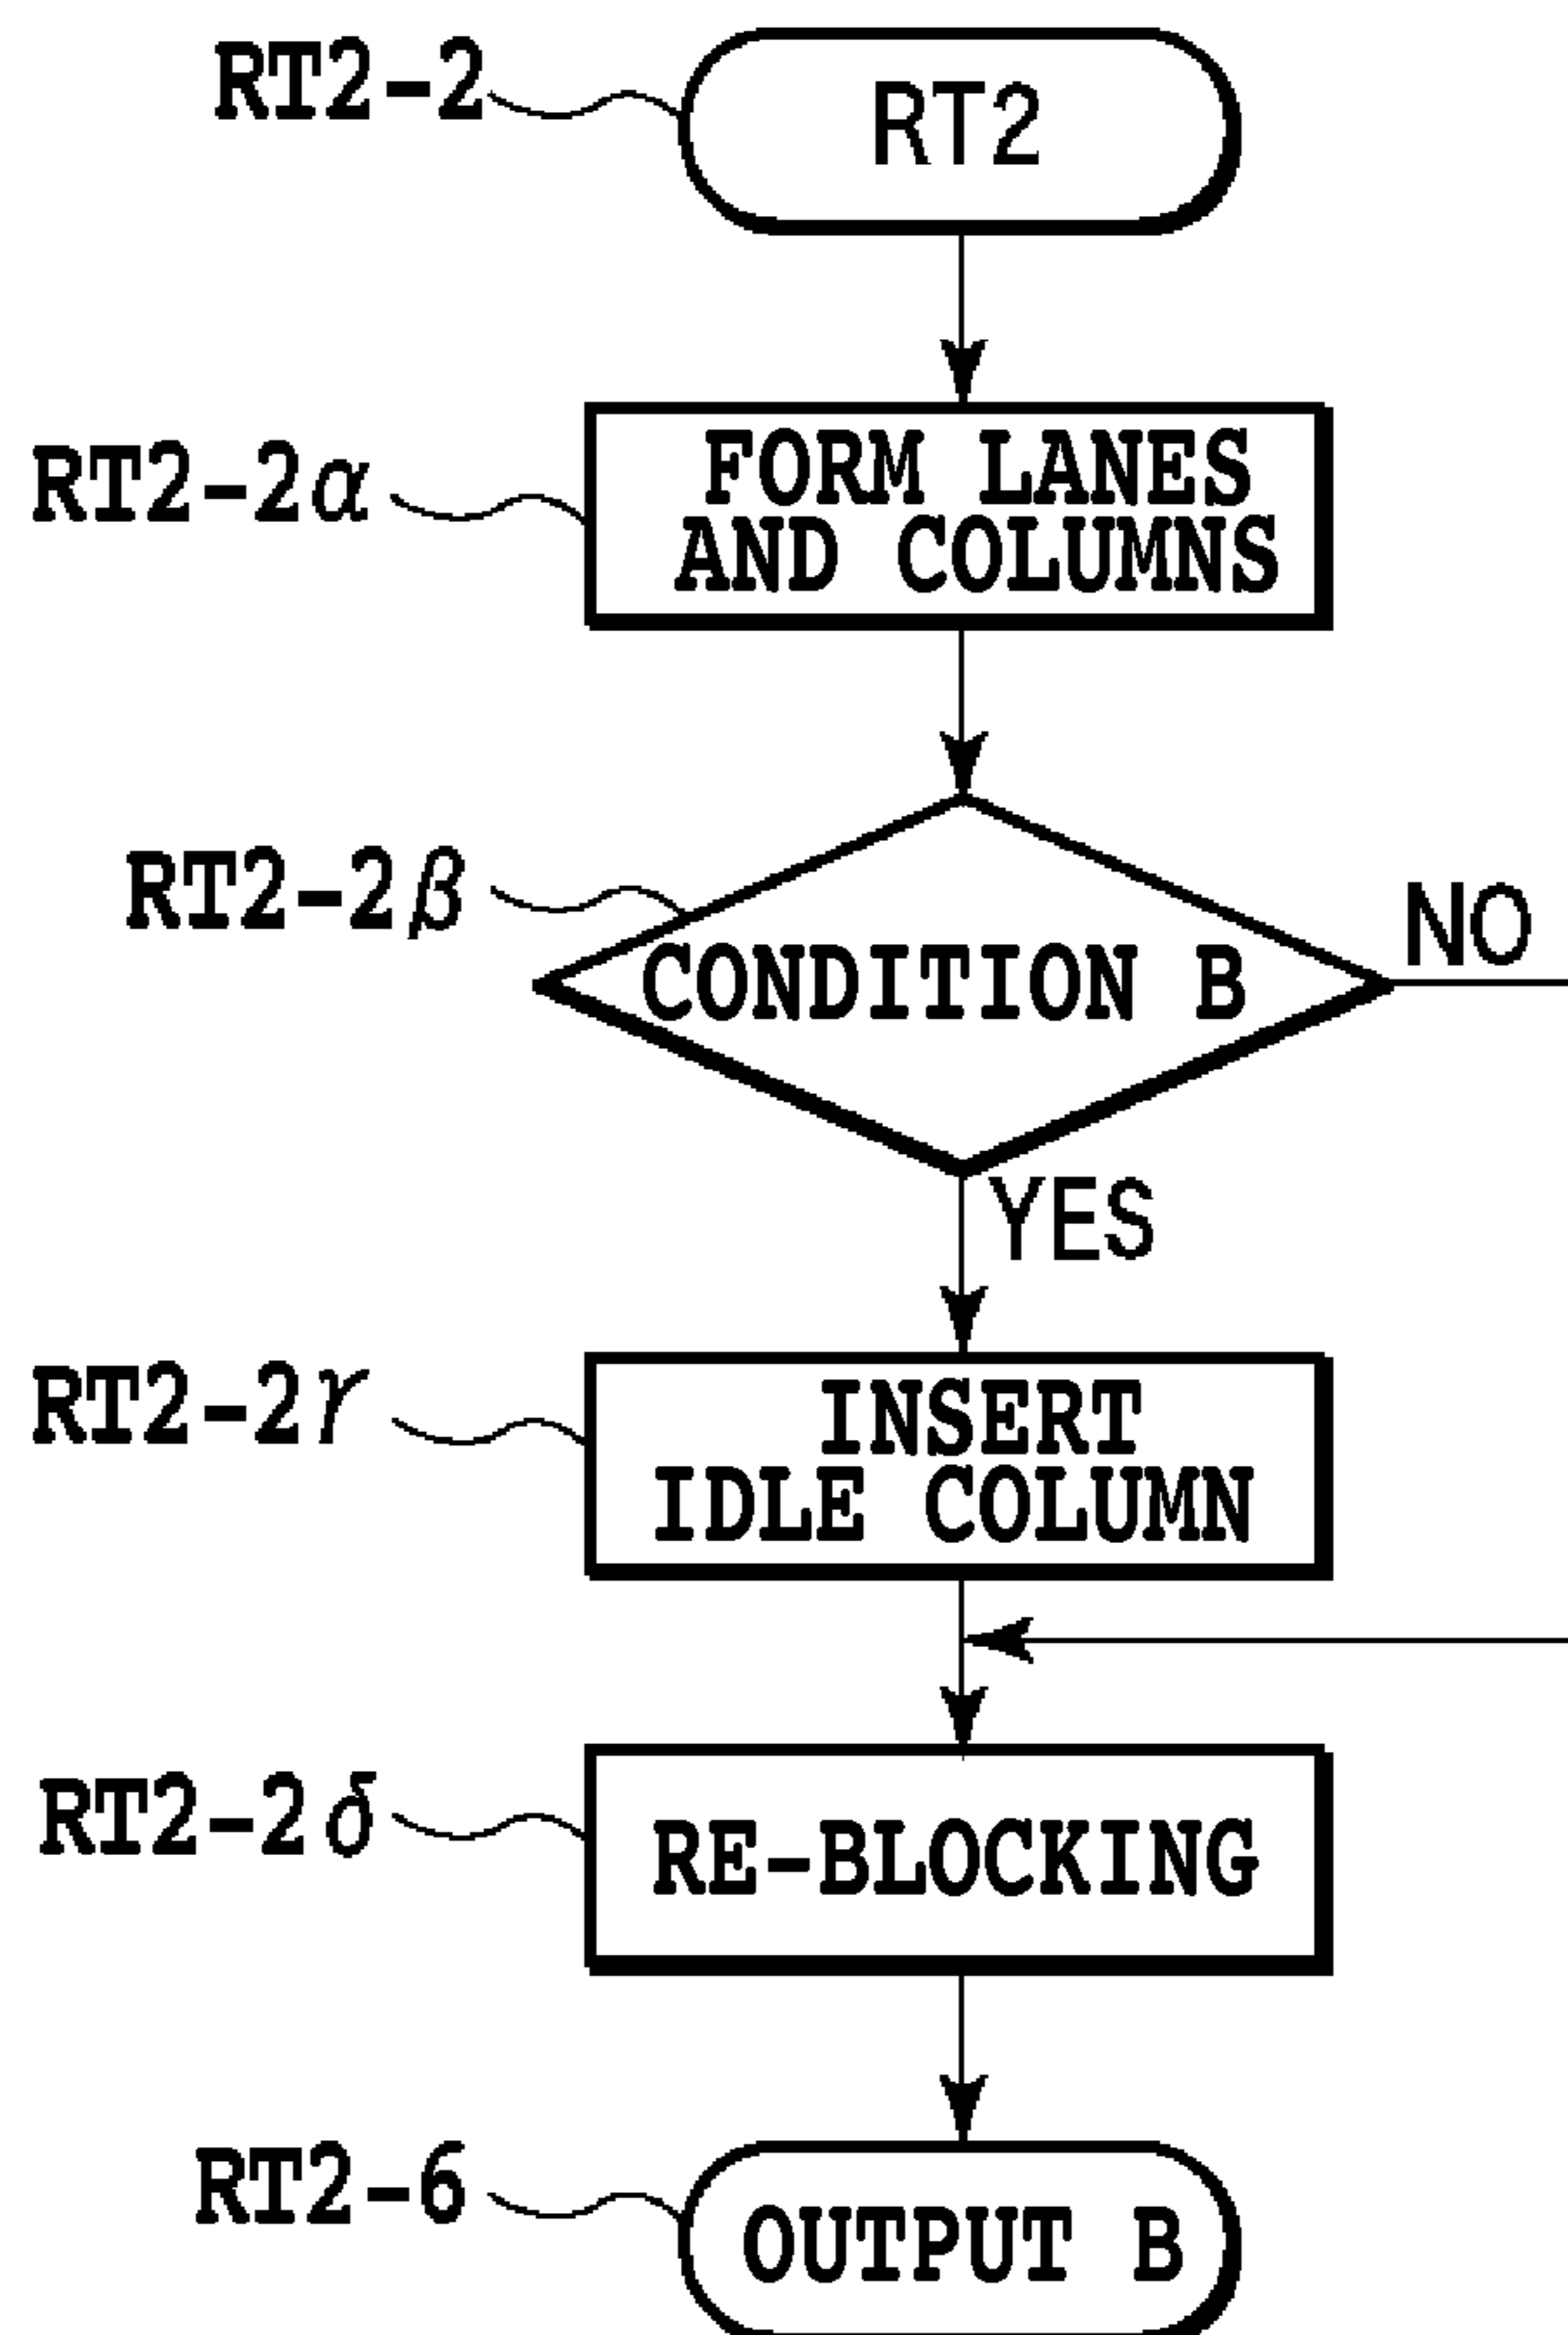 RT2-2
RT2
RT2-2α
FORM LANES
AND COLUMNS
RT2-2β
CONDITION B
NO
YES
RT2-2γ
INSERT
IDLE COLUMN
RT2-2δ
RE-BLOCKING
RT2-6
OUTPUT B